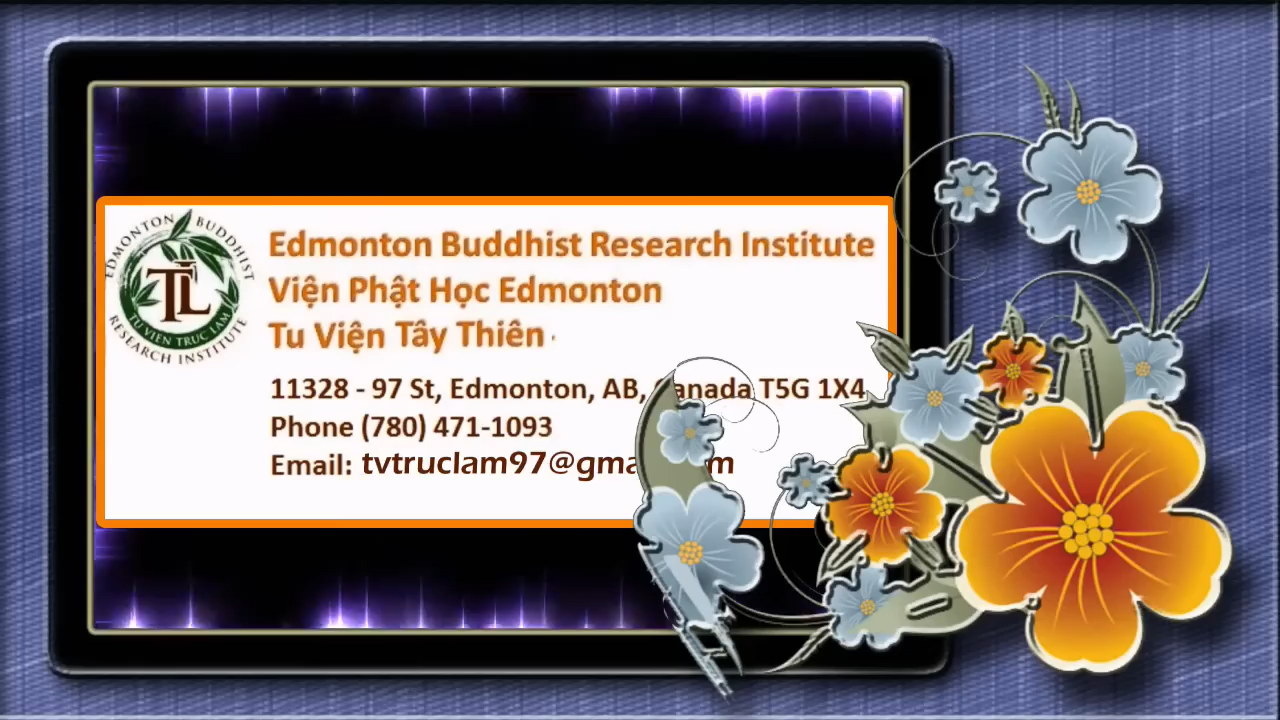 EDMONTON BUDDHIST
TL
TU VIỆN TRÚC LÂM
RESEARCH INSTITUTE
Edmonton Buddhist Research Institute
Viện Phật Học Edmonton
Tu Viện Tây Thiên
11328 - 97 St, Edmonton, AB, Canada T5G 1X4
Phone (780) 471-1093
Email: